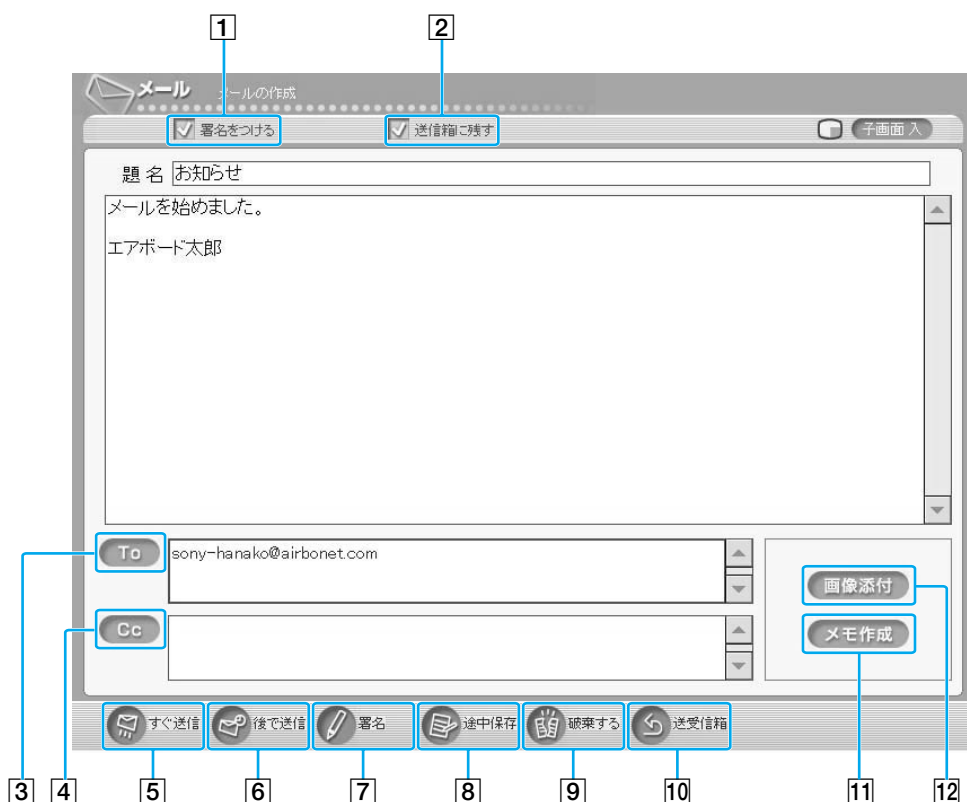 1 2
メール メールの作成
署名をつける 送信箱に残す 子画面 入
題名 お知らせ
メールを始めました。
エアボード太郎
To sony-hanako@airbonet.com
画像添付
Cc
メモ作成
すぐ送信 後で送信 署名 途中保存 破棄する 送受信箱
3 4 5 6 7 8 9 10 11 12